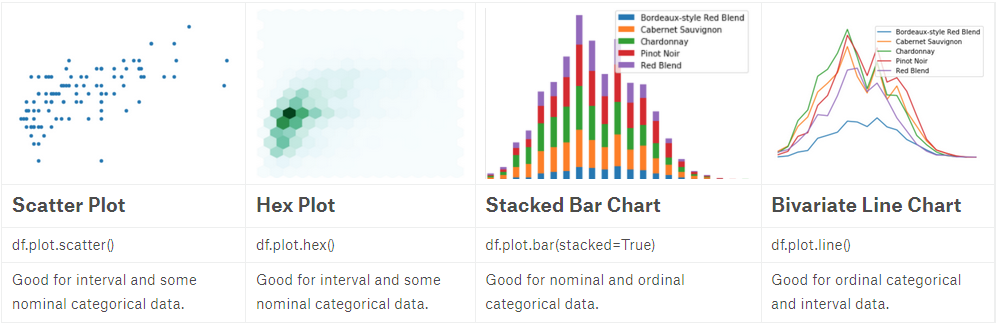 Bordeaux-style Red Blend
Cabernet Sauvignon
Chardonnay
Pinot Noir
Red Blend
Bordeaux-style Red Blend
Cabernet Sauvignon
Chardonnay
Pinot Noir
Red Blend
Scatter Plot
Hex Plot
Stacked Bar Chart
Bivariate Line Chart
df.plot.scatter()
df.plot.hex()
df.plot.bar(stacked=True)
df.plot.line()
Good for interval and some
nominal categorical data.
Good for interval and some
nominal categorical data.
Good for nominal and ordinal
categorical data.
Good for ordinal categorical
and interval data.